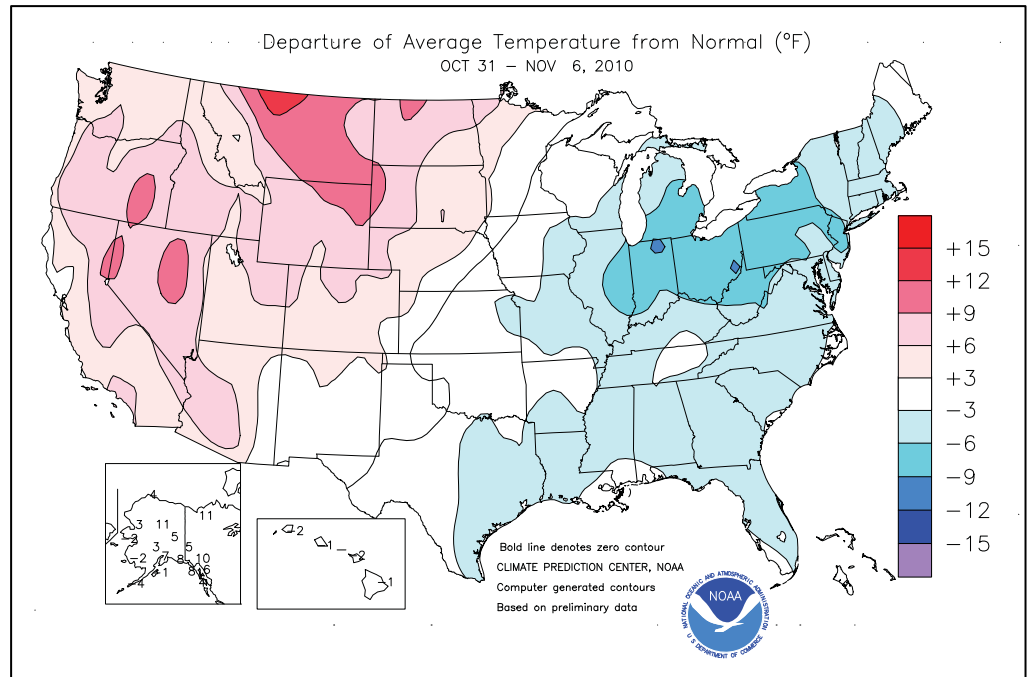 Departure of Average Temperature from Normal (°F)
OCT 31 – NOV 6, 2010
+15
+12
+9
+6
+3
−3
−6
−9
−12
−15
4
3 11 11
5
3 5
−2 7 8 10
−2
−1
1
−2
−1
Bold line denotes zero contour
CLIMATE PREDICTION CENTER, NOAA
Computer generated contours
Based on preliminary data
NATIONAL OCEANIC AND ATMOSPHERIC ADMINISTRATION
NOAA
U S DEPARTMENT OF COMMERCE